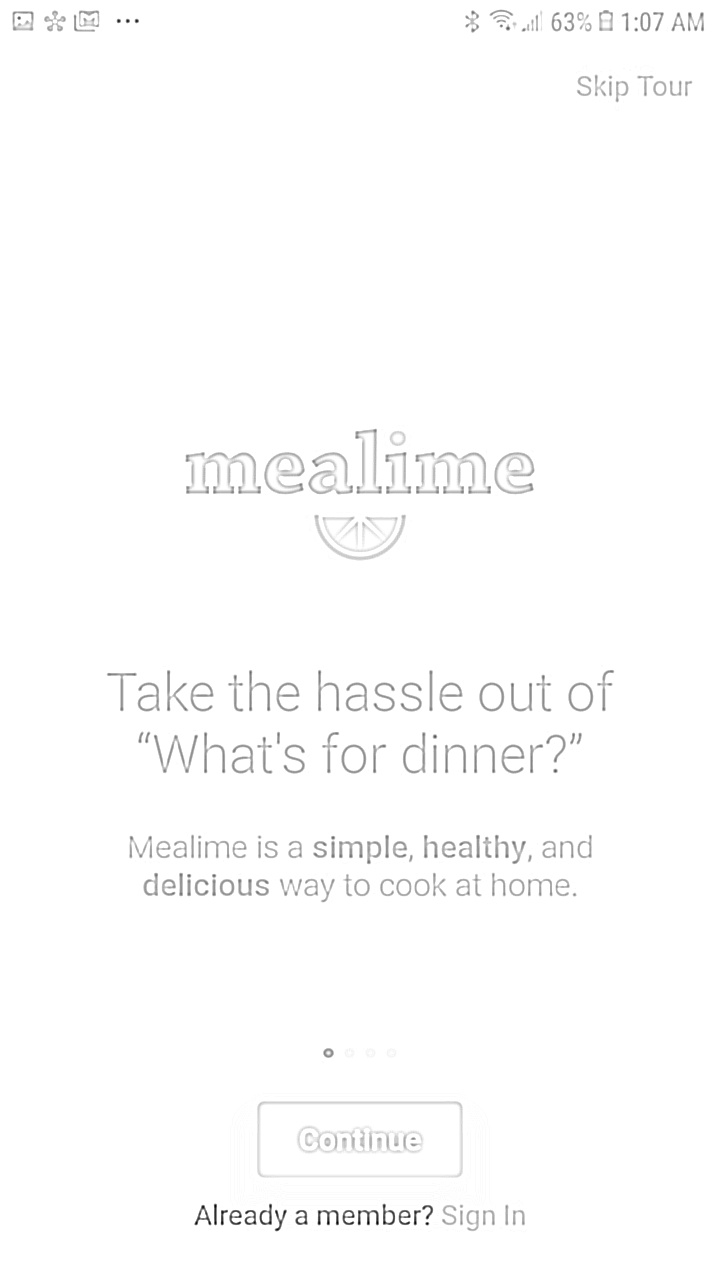 63% 1:07 AM
Skip Tour
mealime
Take the hassle out of
“What's for dinner?”
Mealime is a simple, healthy, and
delicious way to cook at home.
Continue
Already a member? Sign In